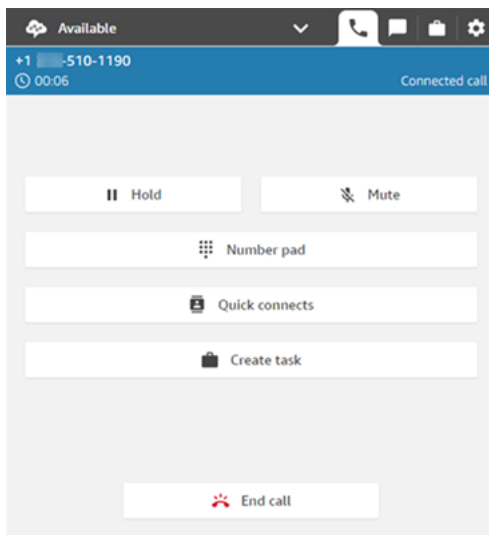 Available
+1 -510-1190
00:06
Connected call
Hold
Mute
Number pad
Quick connects
Create task
End call